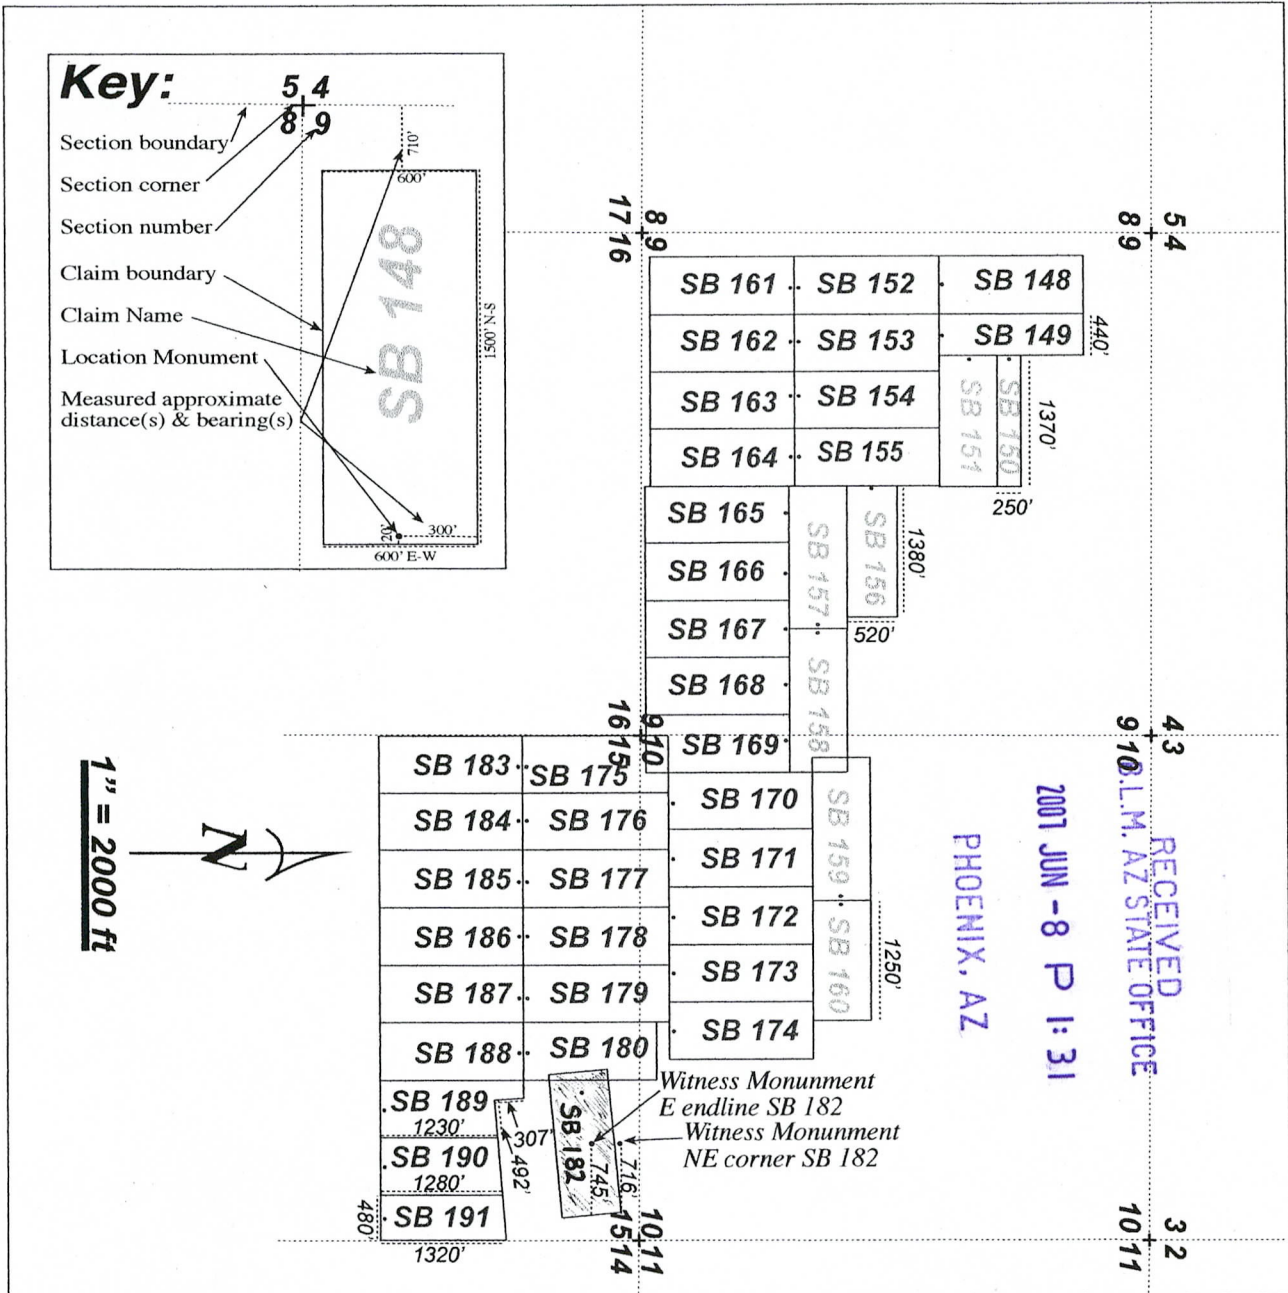 Key:
5 4
8 9
Section boundary
Section corner
Section number
Claim boundary
Claim Name
Location Monument
Measured approximate
distance(s) & bearing(s)
710'
600'
SB 148
1500' N-S
20'
300'
600' E-W
17 8
16 9
8 5
9 4
SB 161
SB 152
SB 148
SB 162
SB 153
SB 149
440'
SB 163
SB 154
SB 151
SB 150
1370'
SB 164
SB 155
250'
SB 165
SB 157
SB 156
1380'
SB 166
SB 167
520'
SB 168
SB 158
SB 169
16 9
15 10
9 4
10 3
SB 183
SB 175
SB 170
SB 159
SB 184
SB 176
SB 171
SB 185
SB 177
SB 172
SB 160
1250'
SB 186
SB 178
SB 173
SB 187
SB 179
SB 174
SB 188
SB 180
SB 189
1230'
307'
492'
SB 182
SB 190
1280'
745'
716'
SB 191
480'
1320'
Witness Monunment
E endline SB 182
Witness Monunment
NE corner SB 182
15 10
14 11
10 3
11 2
1" = 2000 ft
N
RECEIVED
B.L.M. AZ STATE OFFICE
2007 JUN -8 P 1:31
PHOENIX, AZ